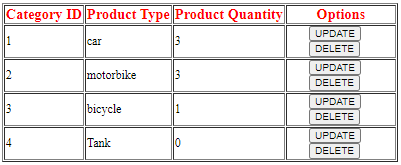 Category ID Product Type Product Quantity Options
1 car 3 UPDATE
DELETE
2 motorbike 3 UPDATE
DELETE
3 bicycle 1 UPDATE
DELETE
4 Tank 0 UPDATE
DELETE